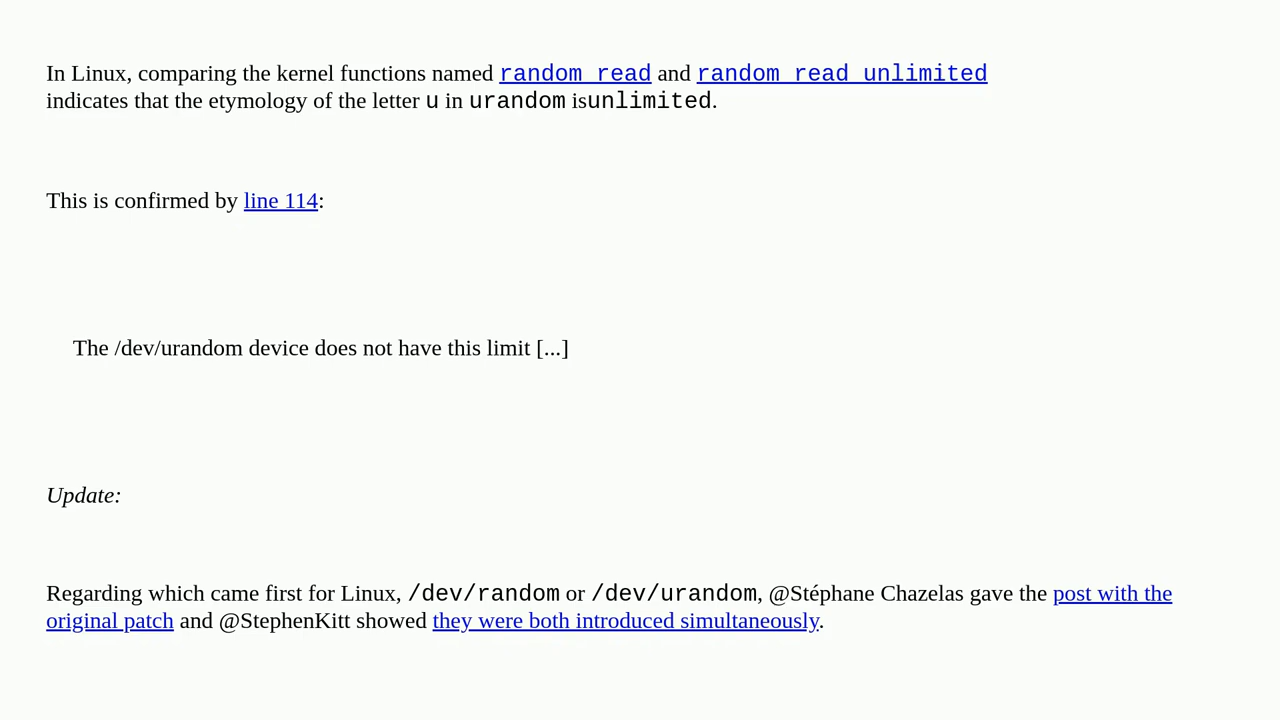 In Linux, comparing the kernel functions named random_read and random_read_unlimited
indicates that the etymology of the letter u in urandom isunlimited.
This is confirmed by line 114:
The /dev/urandom device does not have this limit [...]
Update:
Regarding which came first for Linux, /dev/random or /dev/urandom, @Stéphane Chazelas gave the post with the
original patch and @StephenKitt showed they were both introduced simultaneously.